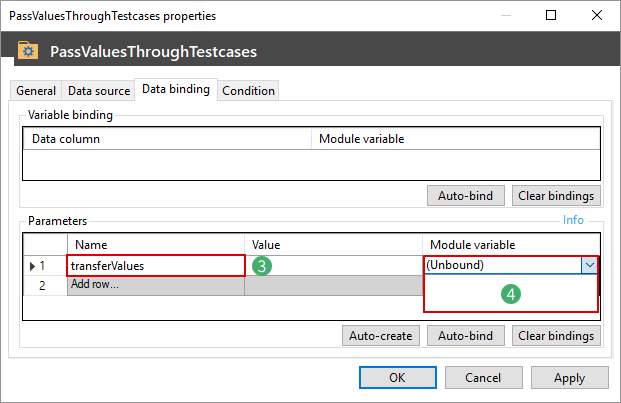 PassValuesThroughTestcases properties
PassValuesThroughTestcases
General Data source Data binding Condition
Variable binding
Data column Module variable
Auto-bind Clear bindings
Parameters Info
Name Value Module variable
1 transferValues 3 (Unbound)
2 Add row... 4
Auto-create Auto-bind Clear bindings
OK Cancel Apply